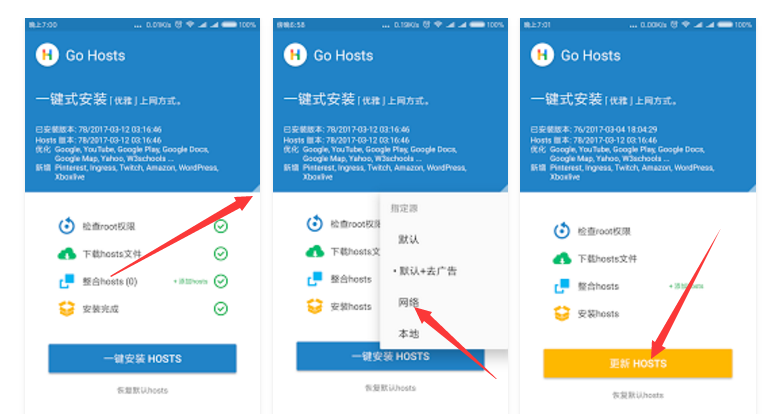 晚上7:00 ... 0.01K/s 100%
Go Hosts
一键式安装「优雅」上网方式。
已安装版本: 78/2017-03-12 03:16:46
Hosts 版本: 78/2017-03-12 03:16:46
优化 Google, YouTube, Google Play, Google Docs,
Google Map, Yahoo, W3schools ...
新增 Pinterest, Ingress, Twitch, Amazon, WordPress,
Xboxlive
检查root权限
下载hosts文件
整合hosts (0) +添加hosts
安装完成
一键安装 HOSTS
恢复默认hosts
傍晚6:58 ... 0.19K/s 100%
Go Hosts
一键式安装「优雅」上网方式。
已安装版本: 78/2017-03-12 03:16:46
Hosts 版本: 78/2017-03-12 03:16:46
优化 Google, YouTube, Google Play, Google Docs,
Google Map, Yahoo, W3schools ...
新增 Pinterest, Ingress, Twitch, Amazon, WordPress,
Xboxlive
指定源
检查root权限
默认
下载hosts文
• 默认+去广告
整合hosts
网络
安装hosts
本地
一键安装 HOSTS
恢复默认hosts
晚上7:01 ... 0.00K/s 100%
Go Hosts
一键式安装「优雅」上网方式。
已安装版本: 76/2017-03-04 18:04:29
Hosts 版本: 78/2017-03-12 03:16:46
优化 Google, YouTube, Google Play, Google Docs,
Google Map, Yahoo, W3schools ...
新增 Pinterest, Ingress, Twitch, Amazon, WordPress,
Xboxlive
检查root权限
下载hosts文件
整合hosts +添加hosts
安装hosts
更新 HOSTS
恢复默认hosts